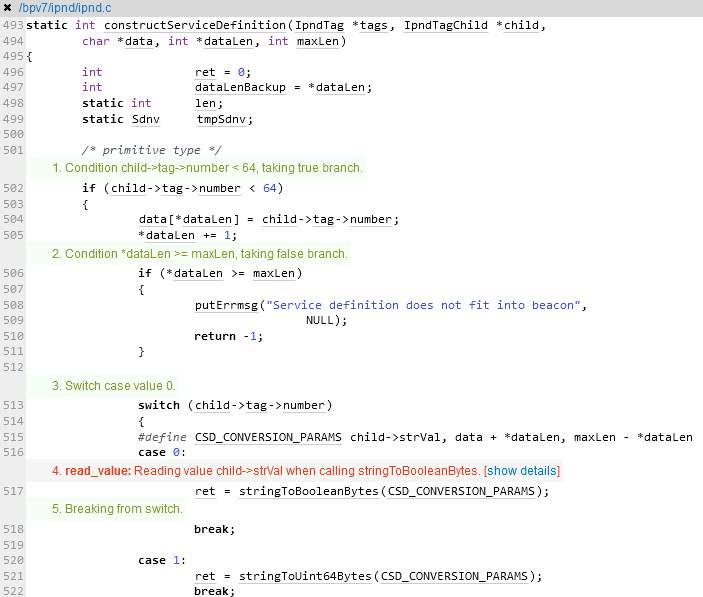 ✖ /bpv7/ipnd/ipnd.c
493 static int constructServiceDefinition(IpndTag *tags, IpndTagChild *child,
494 char *data, int *dataLen, int maxLen)
495 {
496 int ret = 0;
497 int dataLenBackup = *dataLen;
498 static int len;
499 static Sdnv tmpSdnv;
500
501 /* primitive type */
1. Condition child->tag->number < 64, taking true branch.
502 if (child->tag->number < 64)
503 {
504 data[*dataLen] = child->tag->number;
505 *dataLen += 1;
2. Condition *dataLen >= maxLen, taking false branch.
506 if (*dataLen >= maxLen)
507 {
508 putErrmsg("Service definition does not fit into beacon",
509 NULL);
510 return -1;
511 }
512
3. Switch case value 0.
513 switch (child->tag->number)
514 {
515 #define CSD_CONVERSION_PARAMS child->strVal, data + *dataLen, maxLen - *dataLen
516 case 0:
4. read_value: Reading value child->strVal when calling stringToBooleanBytes. [show details]
517 ret = stringToBooleanBytes(CSD_CONVERSION_PARAMS);
5. Breaking from switch.
518 break;
519
520 case 1:
521 ret = stringToUint64Bytes(CSD_CONVERSION_PARAMS);
522 break;